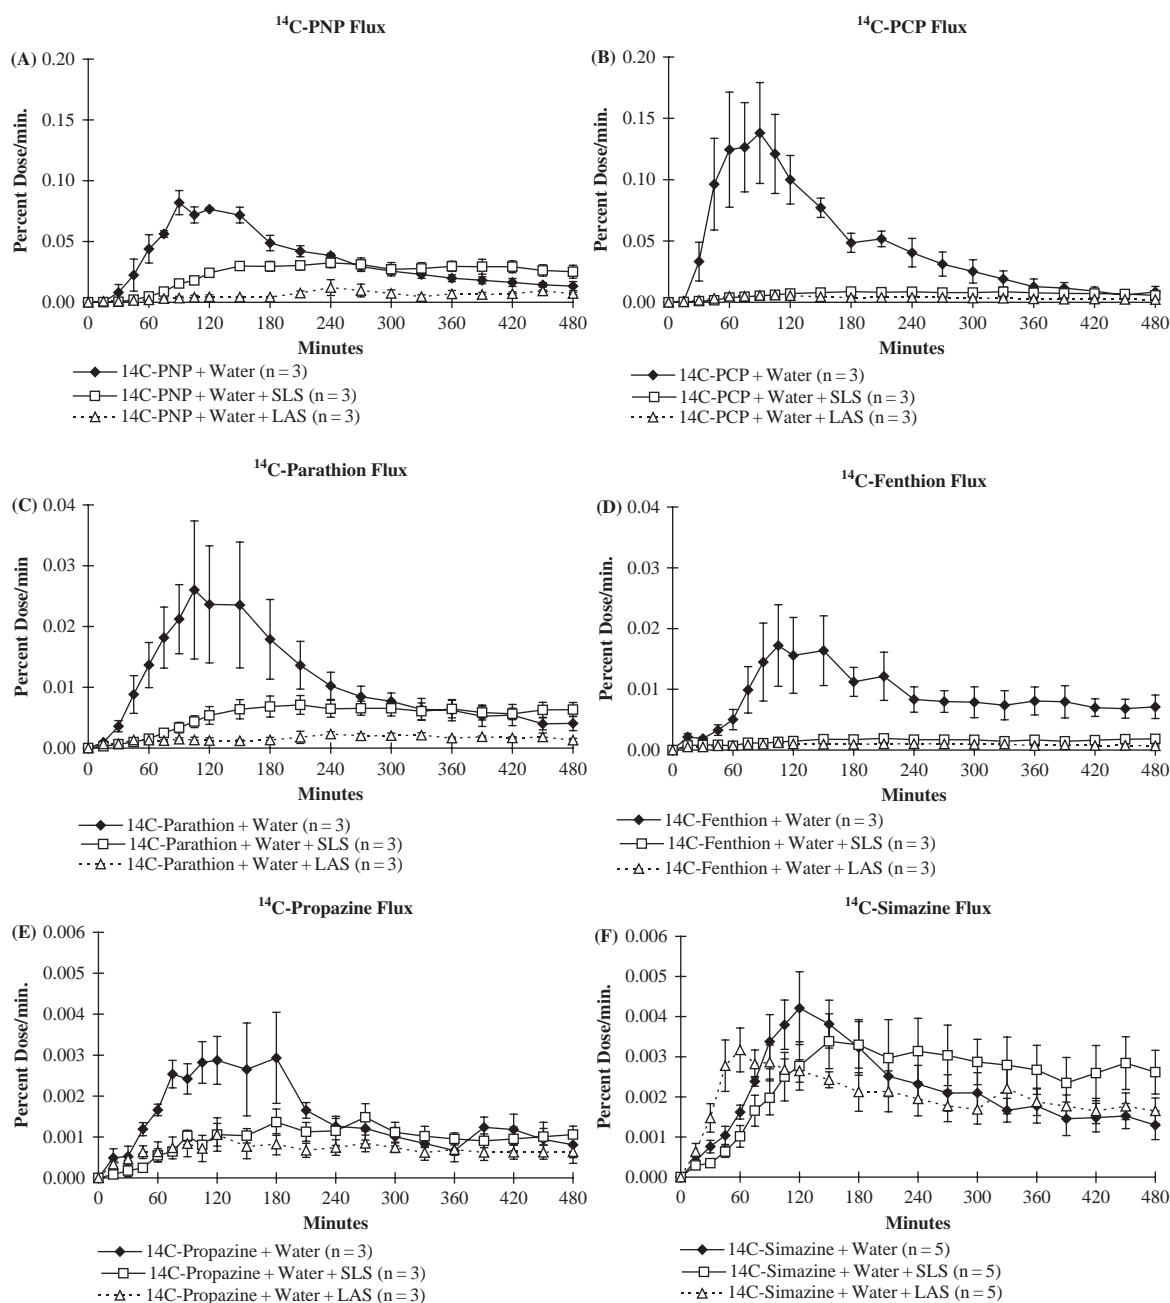 ¹⁴C-PNP Flux
(A)
0.20
0.15
0.10
0.05
0.00
Percent Dose/min.
0 60 120 180 240 300 360 420 480
Minutes
14C-PNP + Water (n = 3)
14C-PNP + Water + SLS (n = 3)
14C-PNP + Water + LAS (n = 3)
¹⁴C-PCP Flux
(B)
0.20
0.15
0.10
0.05
0.00
Percent Dose/min.
0 60 120 180 240 300 360 420 480
Minutes
14C-PCP + Water (n = 3)
14C-PCP + Water + SLS (n = 3)
14C-PCP + Water + LAS (n = 3)
¹⁴C-Parathion Flux
(C)
0.04
0.03
0.02
0.01
0.00
Percent Dose/min
0 60 120 180 240 300 360 420 480
Minutes
14C-Parathion + Water (n = 3)
14C-Parathion + Water + SLS (n = 3)
14C-Parathion + Water + LAS (n = 3)
¹⁴C-Fenthion Flux
(D)
0.04
0.03
0.02
0.01
0.00
Percent Dose/min.
0 60 120 180 240 300 360 420 480
Minutes
14C-Fenthion + Water (n = 3)
14C-Fenthion + Water + SLS (n = 3)
14C-Fenthion + Water + LAS (n = 3)
¹⁴C-Propazine Flux
(E)
0.006
0.005
0.004
0.003
0.002
0.001
0.000
Percent Dose/min.
0 60 120 180 240 300 360 420 480
Minutes
14C-Propazine + Water (n = 3)
14C-Propazine + Water + SLS (n = 3)
14C-Propazine + Water + LAS (n = 3)
¹⁴C-Simazine Flux
(F)
0.006
0.005
0.004
0.003
0.002
0.001
0.000
Percent Dose/min.
0 60 120 180 240 300 360 420 480
Minutes
14C-Simazine + Water (n = 5)
14C-Simazine + Water + SLS (n = 5)
14C-Simazine + Water + LAS (n = 5)